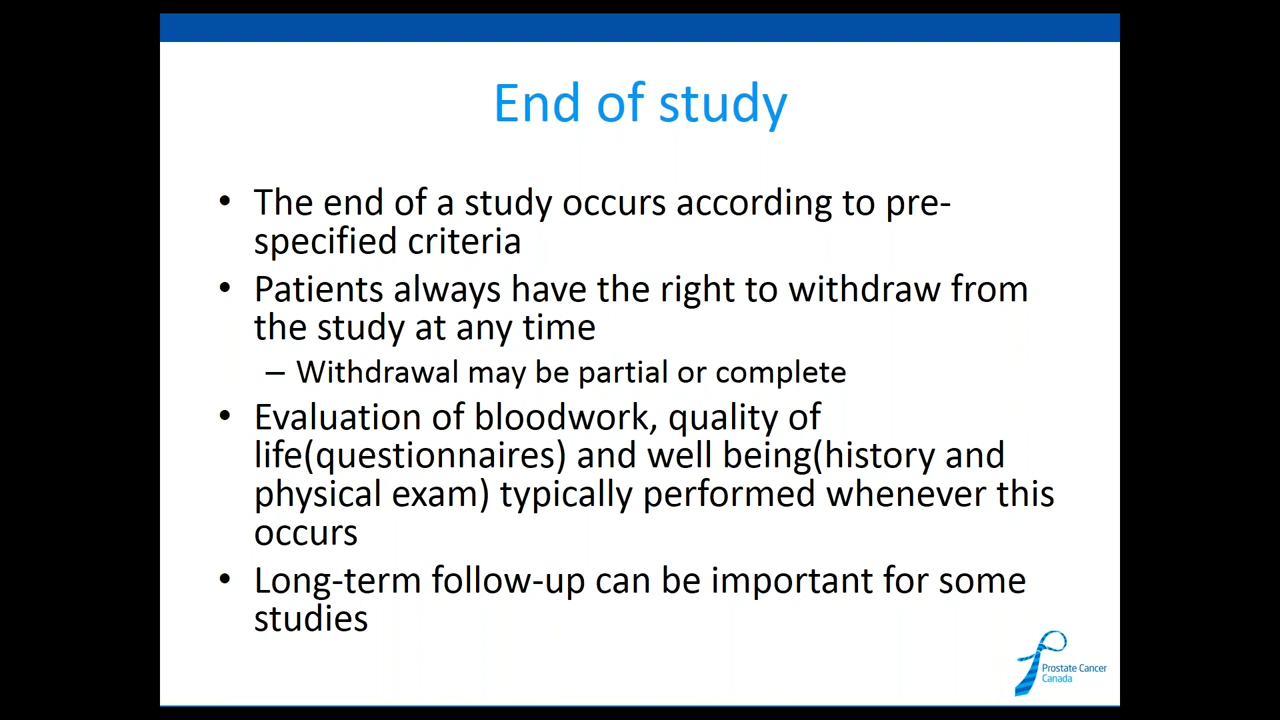 End of study
• The end of a study occurs according to pre-
specified criteria
• Patients always have the right to withdraw from
the study at any time
– Withdrawal may be partial or complete
• Evaluation of bloodwork, quality of
life(questionnaires) and well being(history and
physical exam) typically performed whenever this
occurs
• Long-term follow-up can be important for some
studies
Prostate Cancer
Canada